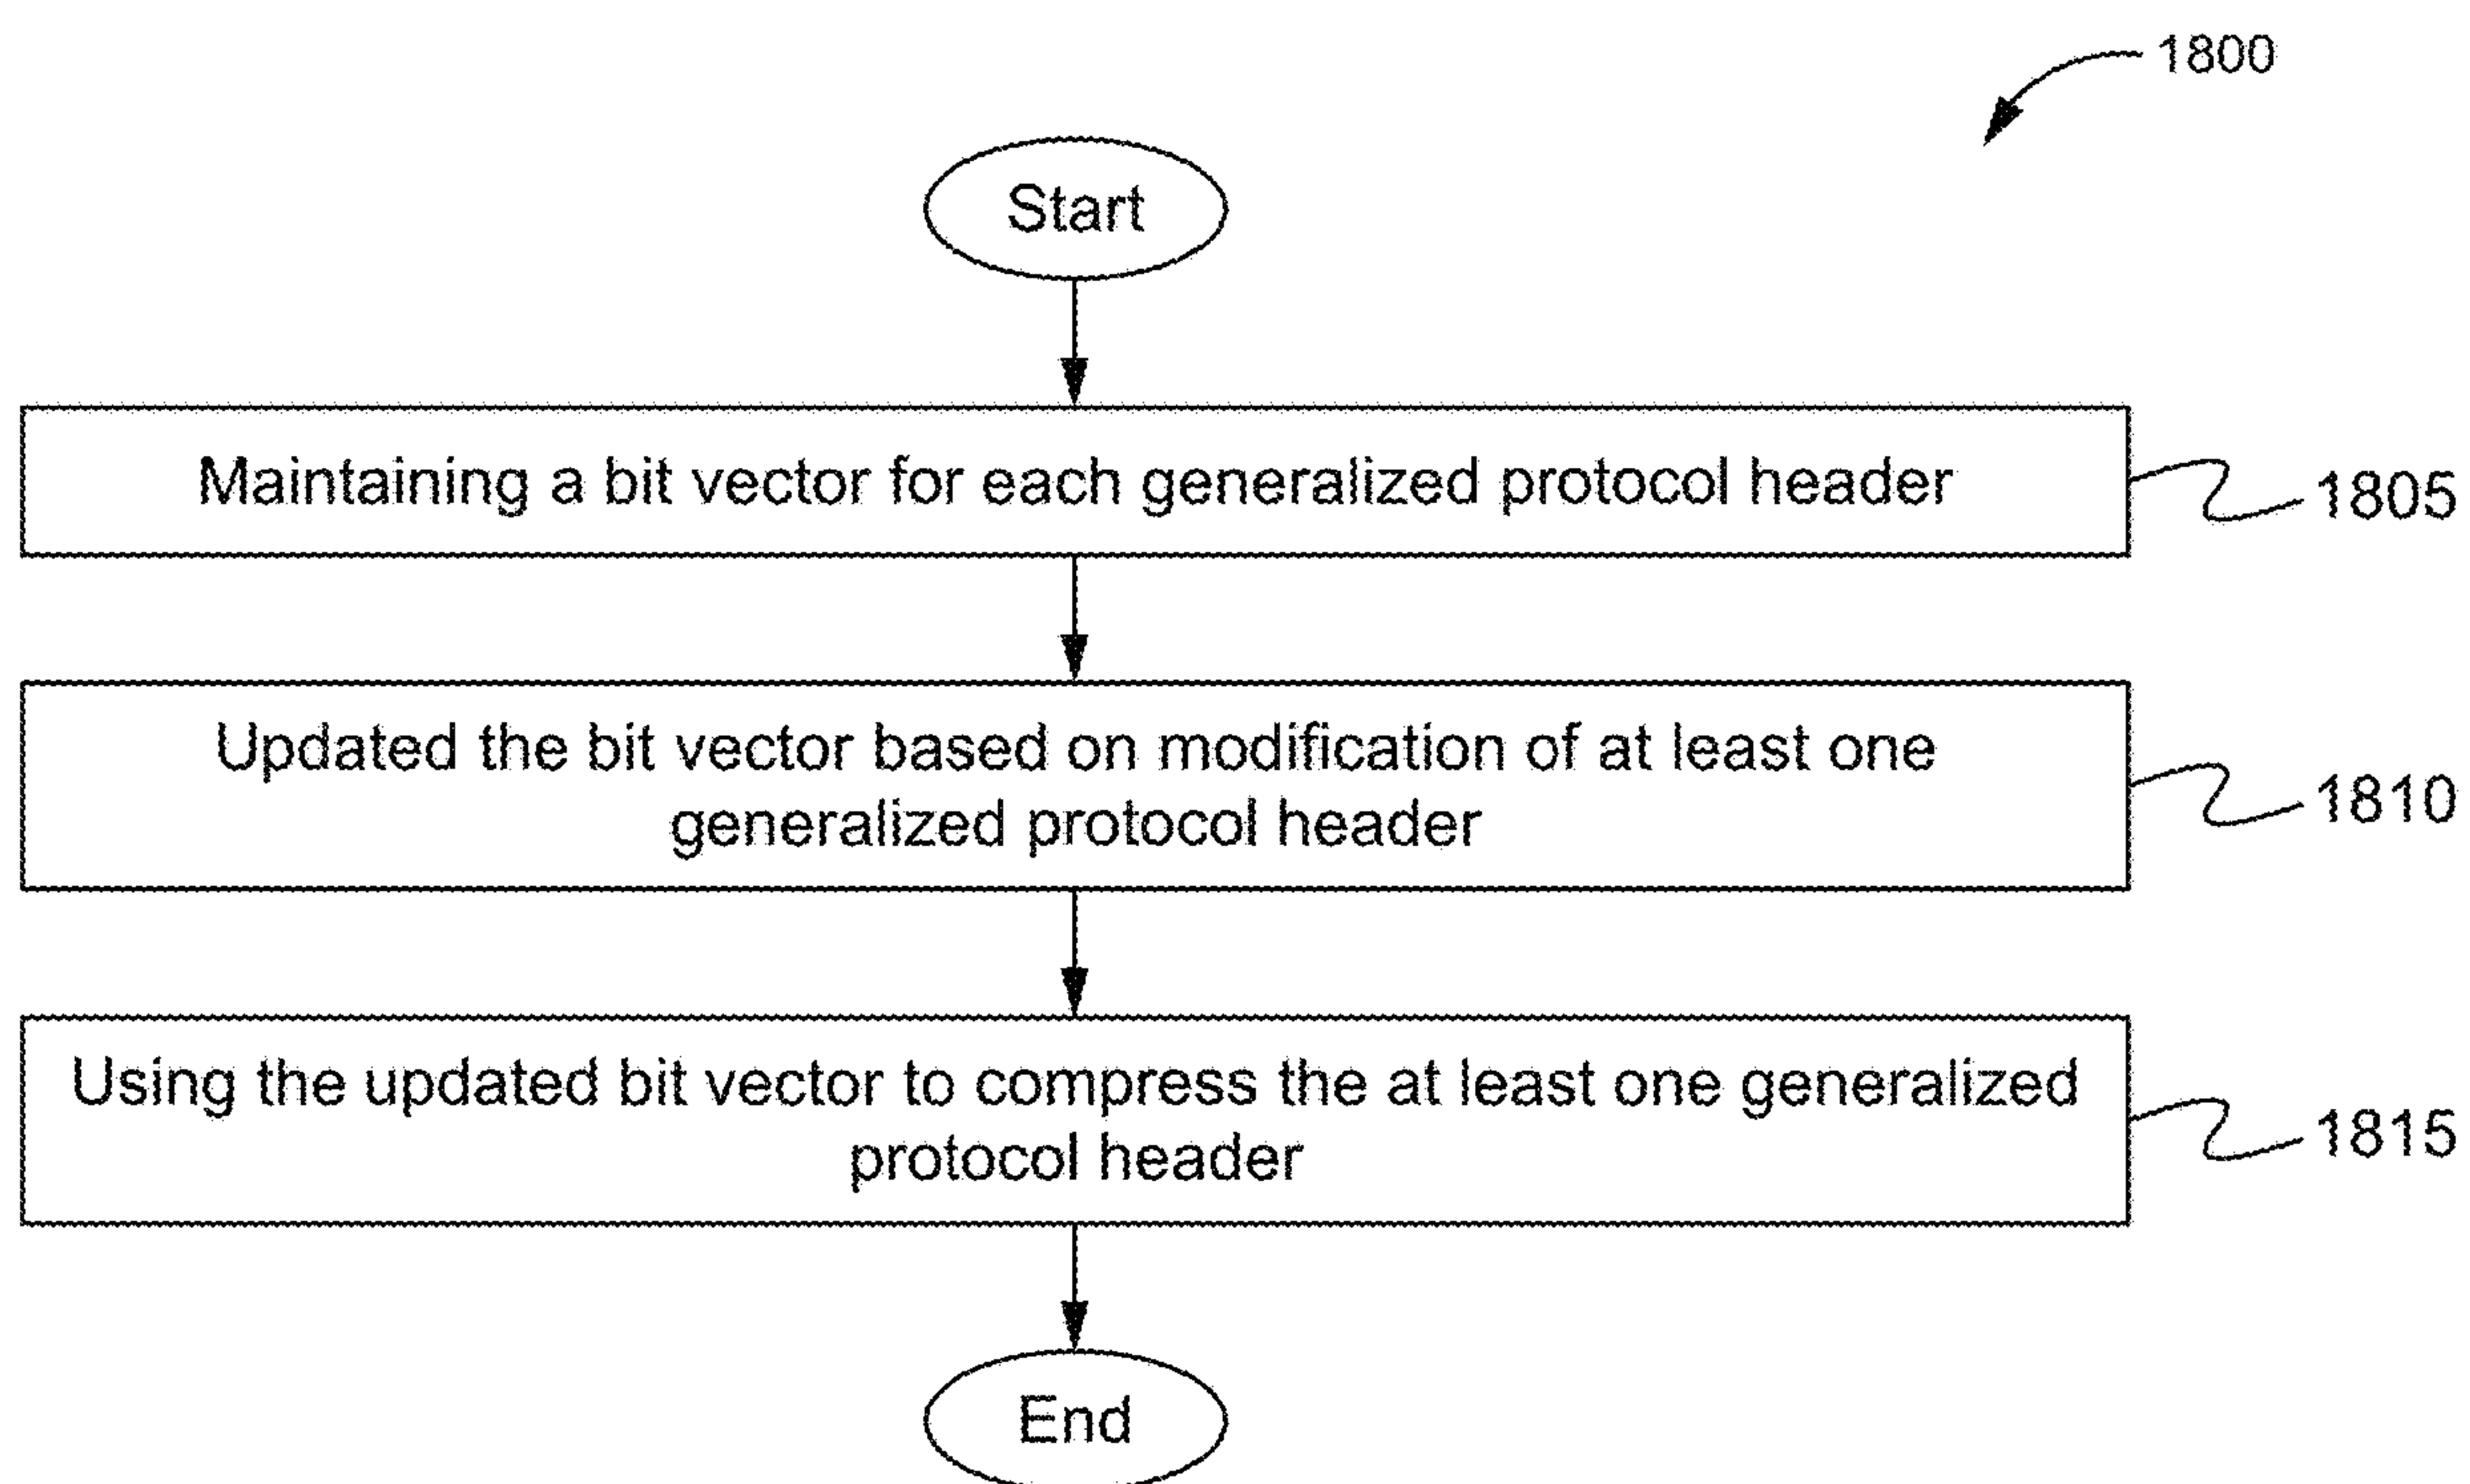 1800
Start
Maintaining a bit vector for each generalized protocol header
1805
Updated the bit vector based on modification of at least one
generalized protocol header
1810
Using the updated bit vector to compress the at least one generalized
protocol header
1815
End